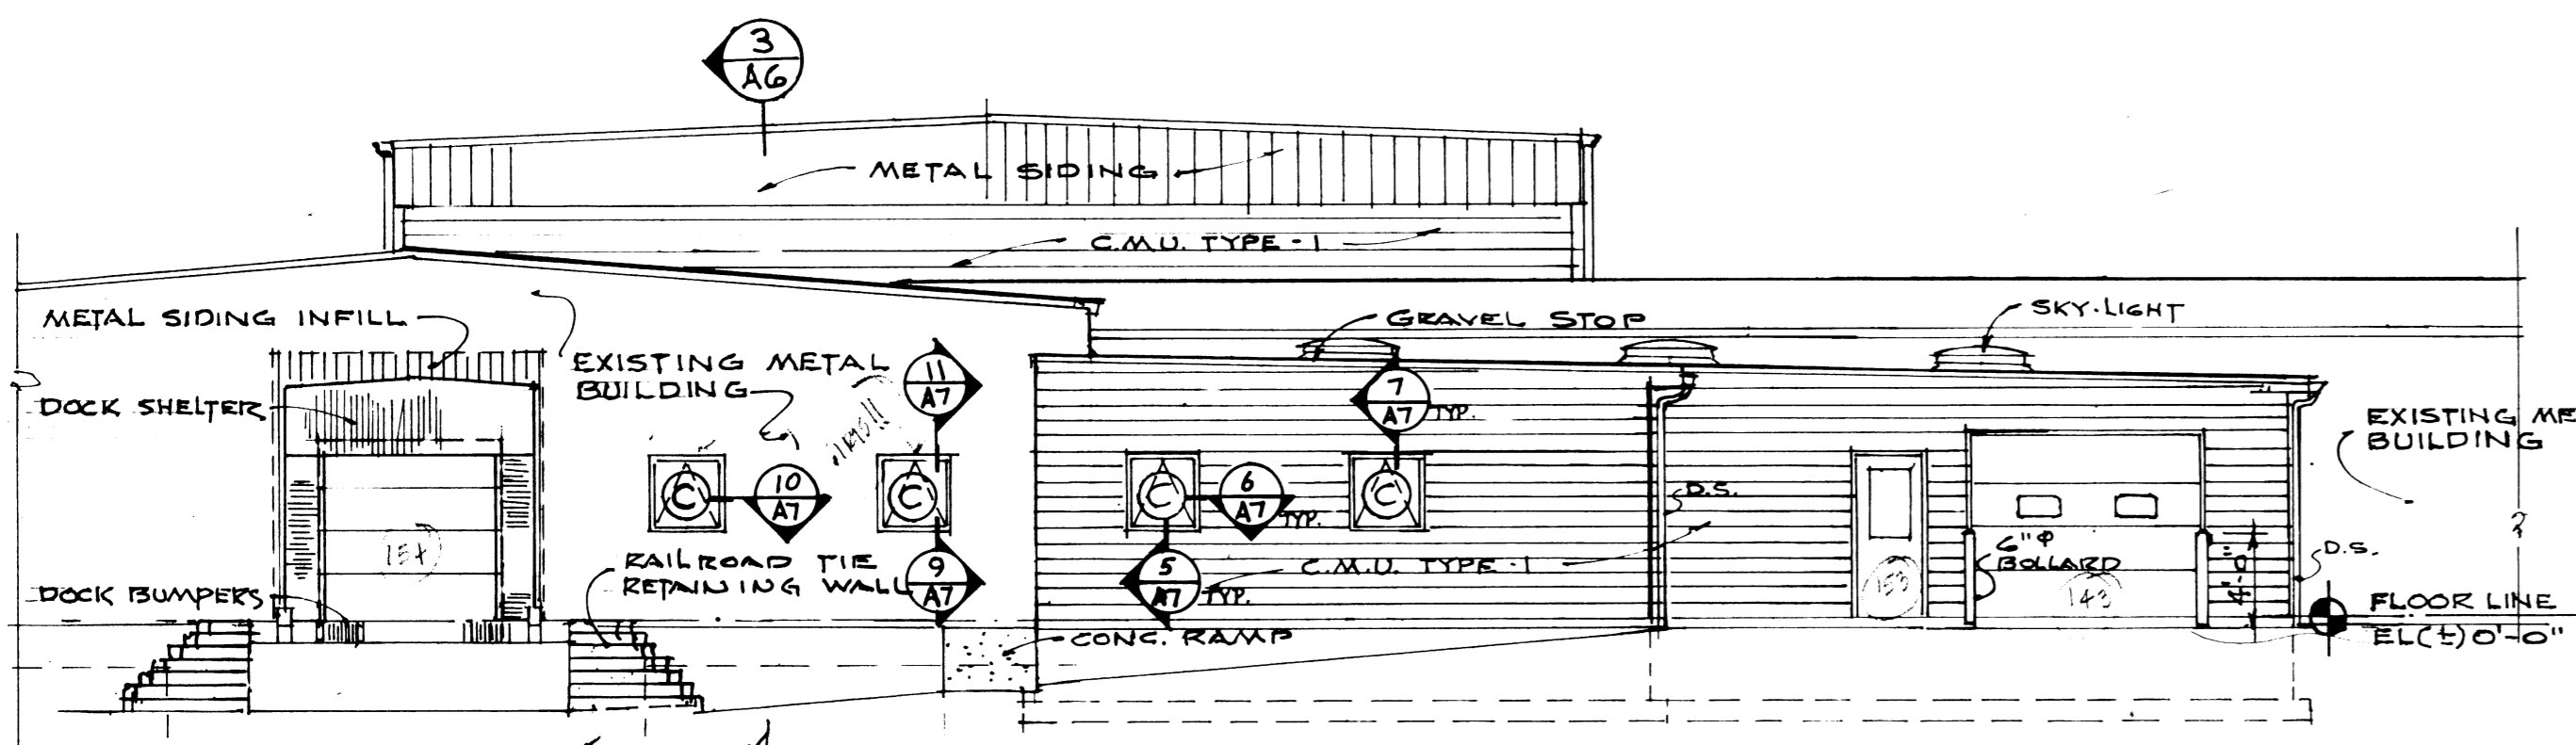 3
A6
METAL SIDING
C.M.U. TYPE-1
METAL SIDING INFILL
GRAVEL STOP
SKY-LIGHT
EXISTING METAL
BUILDING
11
A7
7
A7 TYP.
DOCK SHELTER
EXISTING ME
BUILDING
C
10
A7
C
C
6
A7 TYP.
C
D.S.
154
RAILROAD TIE
RETAINING WALL
9
A7
5
A7 TYP.
C.M.U. TYPE-1
153
6"φ
BOLLARD
143
4'-0"
D.S.
DOCK BUMPERS
FLOOR LINE
EL(±)0'-0"
CONC. RAMP